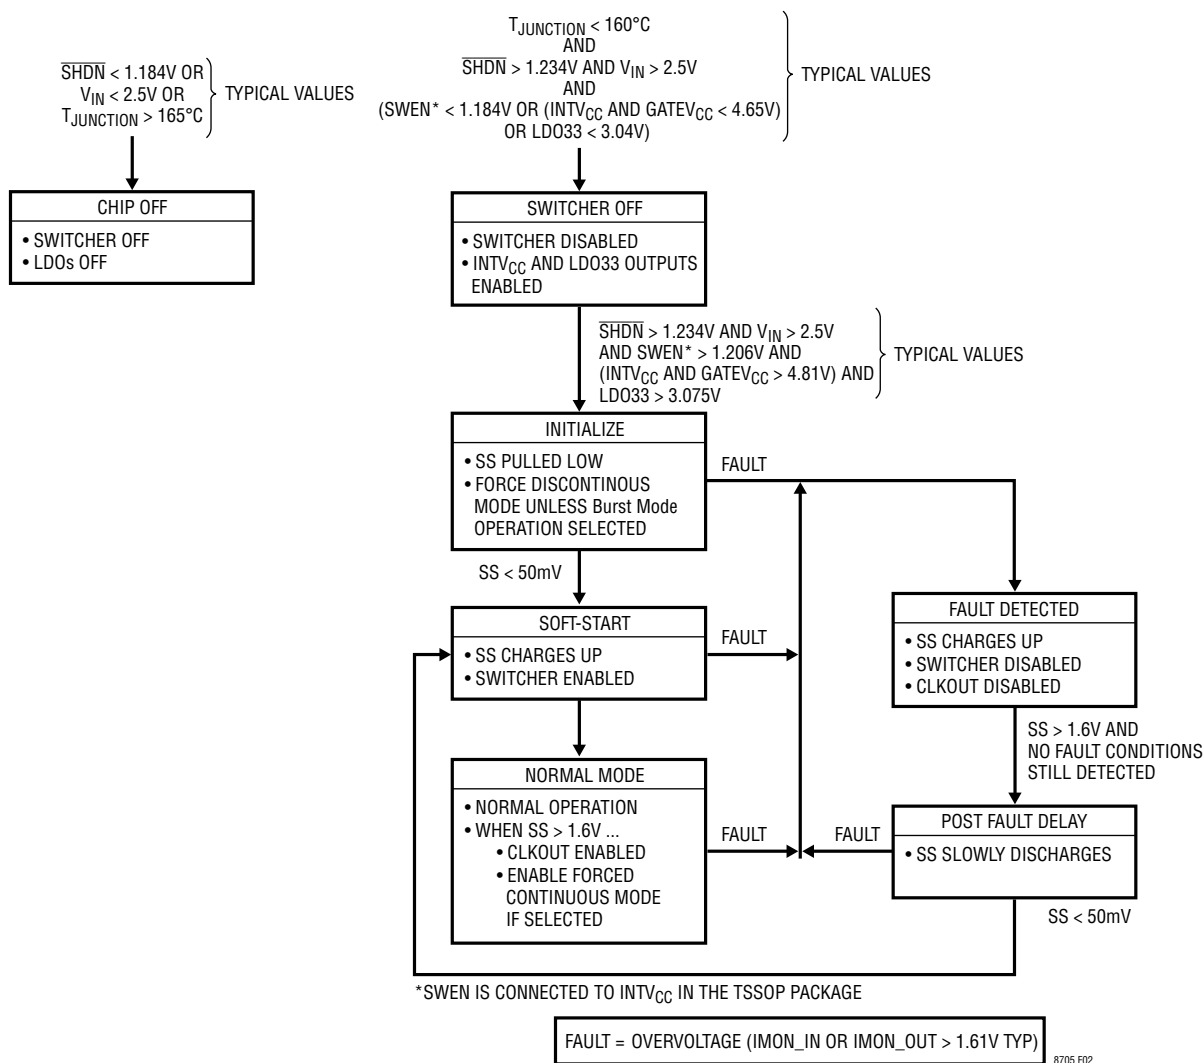 SHDN < 1.184V OR
VIN < 2.5V OR
TJUNCTION > 165°C
TYPICAL VALUES
CHIP OFF
• SWITCHER OFF
• LDOs OFF
TJUNCTION < 160°C
AND
SHDN > 1.234V AND VIN > 2.5V
AND
(SWEN* < 1.184V OR (INTVCC AND GATEVCC < 4.65V)
OR LDO33 < 3.04V)
TYPICAL VALUES
SWITCHER OFF
• SWITCHER DISABLED
• INTVCC AND LDO33 OUTPUTS
ENABLED
SHDN > 1.234V AND VIN > 2.5V
AND SWEN* > 1.206V AND
(INTVCC AND GATEVCC > 4.81V) AND
LDO33 > 3.075V
TYPICAL VALUES
INITIALIZE
• SS PULLED LOW
• FORCE DISCONTINOUS
MODE UNLESS Burst Mode
OPERATION SELECTED
FAULT
SS < 50mV
SOFT-START
• SS CHARGES UP
• SWITCHER ENABLED
FAULT
FAULT DETECTED
• SS CHARGES UP
• SWITCHER DISABLED
• CLKOUT DISABLED
SS > 1.6V AND
NO FAULT CONDITIONS
STILL DETECTED
NORMAL MODE
• NORMAL OPERATION
• WHEN SS > 1.6V ...
• CLKOUT ENABLED
• ENABLE FORCED
CONTINUOUS MODE
IF SELECTED
FAULT
FAULT
POST FAULT DELAY
• SS SLOWLY DISCHARGES
SS < 50mV
*SWEN IS CONNECTED TO INTVCC IN THE TSSOP PACKAGE
FAULT = OVERVOLTAGE (IMON_IN OR IMON_OUT > 1.61V TYP)
8705 F02